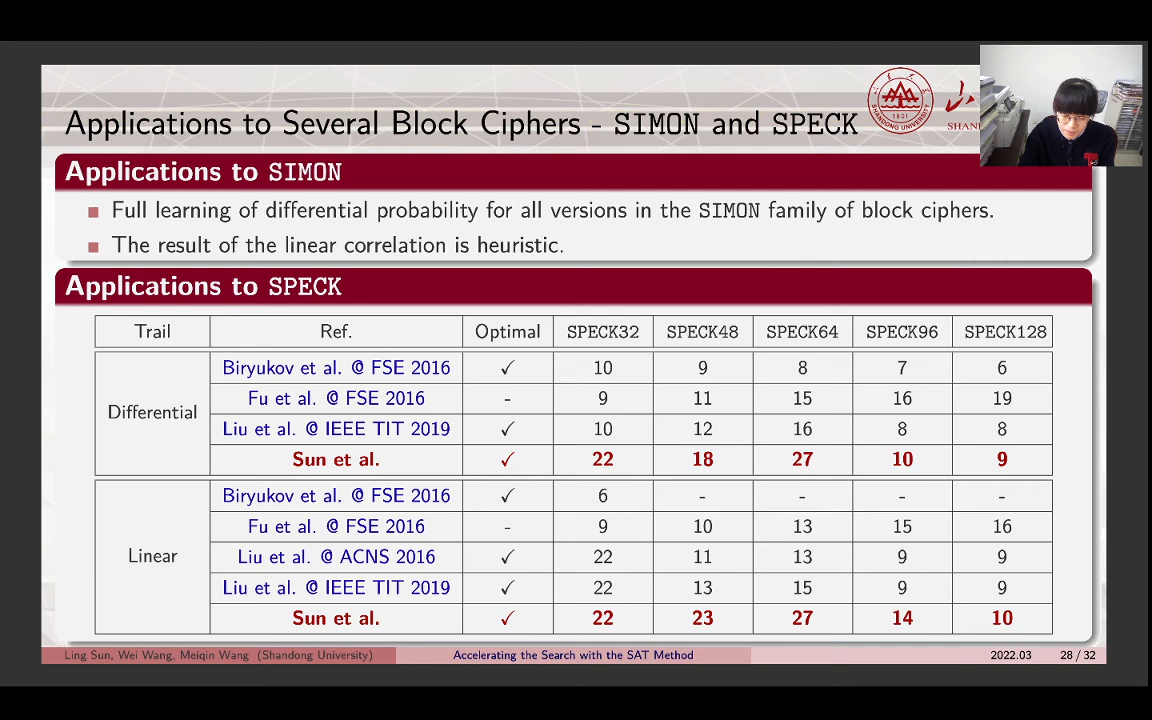 Applications to Several Block Ciphers - SIMON and SPECK
SHANDONG UNIVERSITY
1901
Applications to SIMON
Full learning of differential probability for all versions in the SIMON family of block ciphers.
The result of the linear correlation is heuristic.
Applications to SPECK
Trail Ref. Optimal SPECK32 SPECK48 SPECK64 SPECK96 SPECK128
Differential
Biryukov et al. @ FSE 2016 ✓ 10 9 8 7 6
Fu et al. @ FSE 2016 - 9 11 15 16 19
Liu et al. @ IEEE TIT 2019 ✓ 10 12 16 8 8
Sun et al. ✓ 22 18 27 10 9
Linear
Biryukov et al. @ FSE 2016 ✓ 6 - - - -
Fu et al. @ FSE 2016 - 9 10 13 15 16
Liu et al. @ ACNS 2016 ✓ 22 11 13 9 9
Liu et al. @ IEEE TIT 2019 ✓ 22 13 15 9 9
Sun et al. ✓ 22 23 27 14 10
Ling Sun, Wei Wang, Meiqin Wang (Shandong University) Accelerating the Search with the SAT Method 2022.03 28 / 32